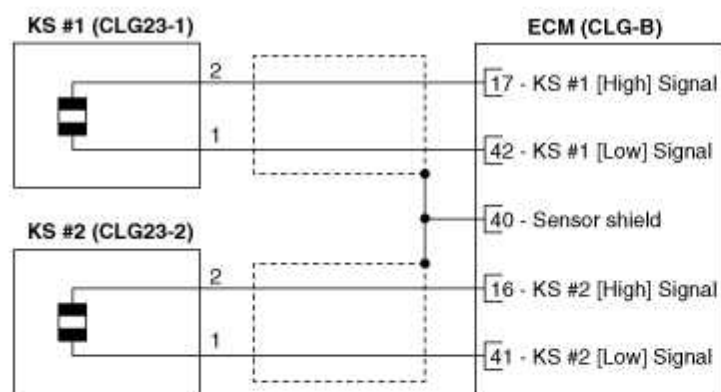 KS #1 (CLG23-1)
ECM (CLG-B)
2
17 - KS #1 [High] Signal
1
42 - KS #1 [Low] Signal
40 - Sensor shield
KS #2 (CLG23-2)
2
16 - KS #2 [High] Signal
1
41 - KS #2 [Low] Signal